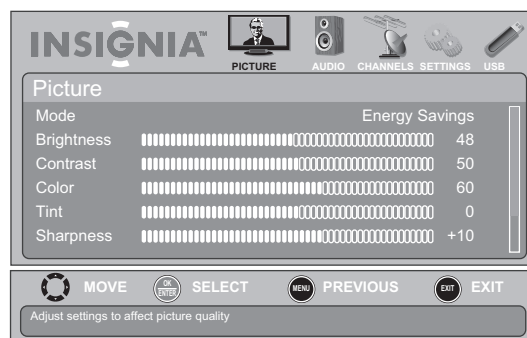 INSIGNIA™
PICTURE AUDIO CHANNELS SETTINGS USB
Picture
Mode Energy Savings
Brightness 48
Contrast 50
Color 60
Tint 0
Sharpness +10
MOVE OK ENTER SELECT MENU PREVIOUS EXIT EXIT
Adjust settings to affect picture quality